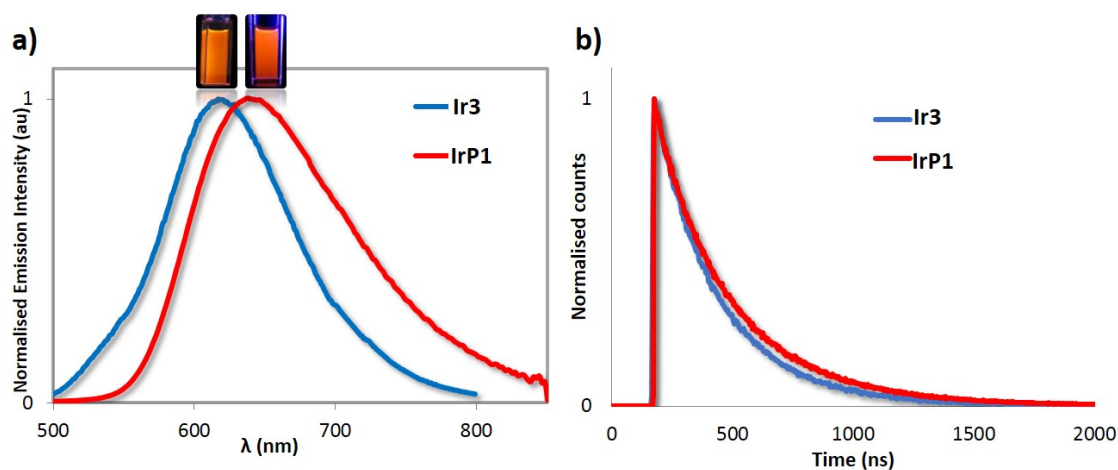 a)
Normalised Emission Intensity (au)
1
0
Ir3
IrP1
500
600
700
800
λ (nm)
b)
Normalised counts
1
0
Ir3
IrP1
0
500
1000
1500
2000
Time (ns)